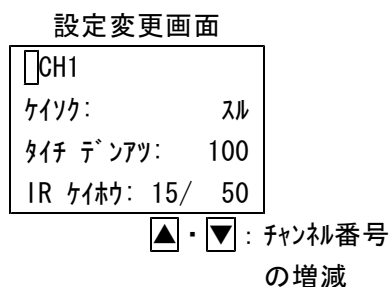 設定変更画面
CH1
ｹｲｿｸ: ｽﾙ
ﾀｲﾁ ﾃﾞﾝｱﾂ: 100
IR ｹｲﾎｳ: 15/ 50
▲・▼: ﾁｬﾝﾈﾙ番号
の増減